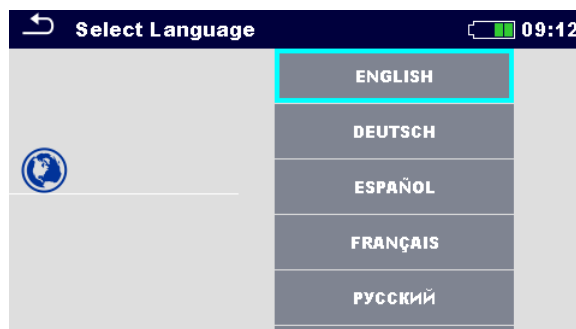 Select Language 09:12
ENGLISH
DEUTSCH
ESPAÑOL
FRANÇAIS
РУССКИЙ